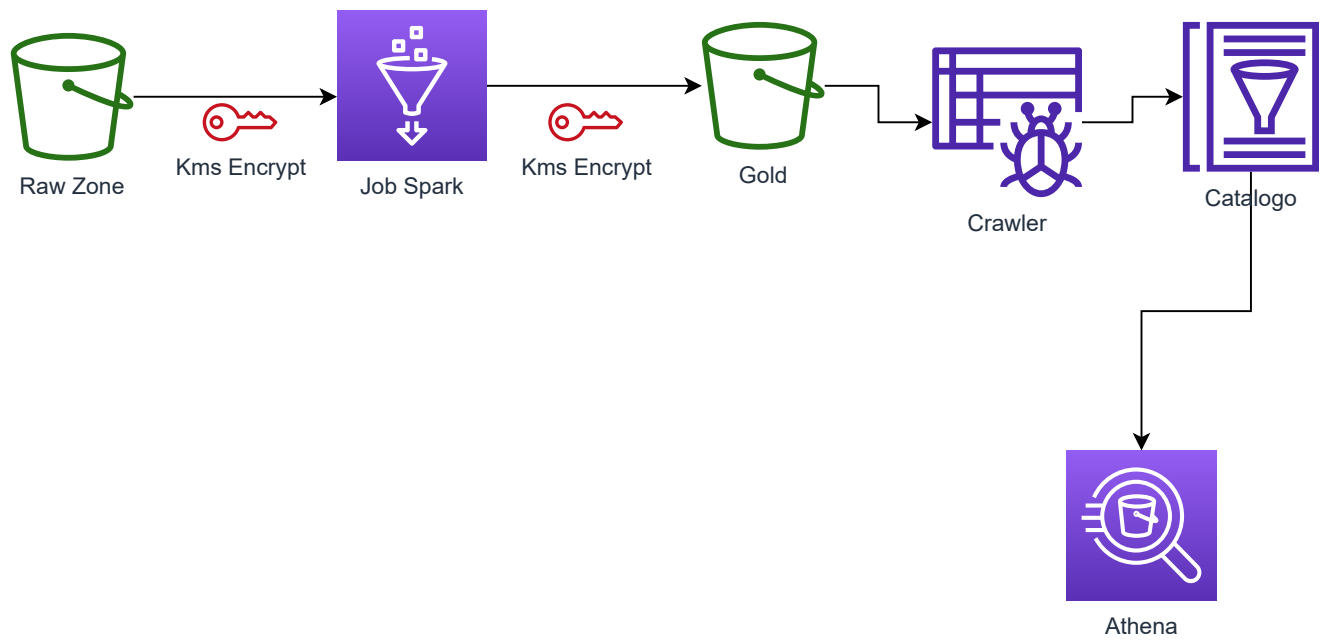 Raw Zone
Kms Encrypt
Job Spark
Kms Encrypt
Gold
Crawler
Catalogo
Athena